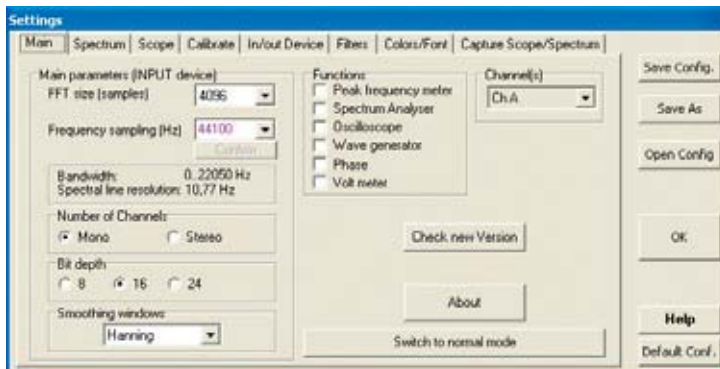 Settings
Main Spectrum Scope Calibrate In/out Device Filters Colors/Font Capture Scope/Spectrum
Main parameters (INPUT device)
FFT size (samples) 4096
Frequency sampling (Hz) 44100
Confirm
Bandwidth: 0..22050 Hz
Spectral line resolution: 10,77 Hz
Number of Channels
Mono Stereo
Bit depth
8 16 24
Smoothing windows
Hanning
Functions
Peak frequency meter
Spectrum Analyser
Oscilloscope
Wave generator
Phase
Volt meter
Channel(s)
Ch.A
Check new Version
About
Switch to normal mode
Save Config.
Save As
Open Config
OK
Help
Default Conf.